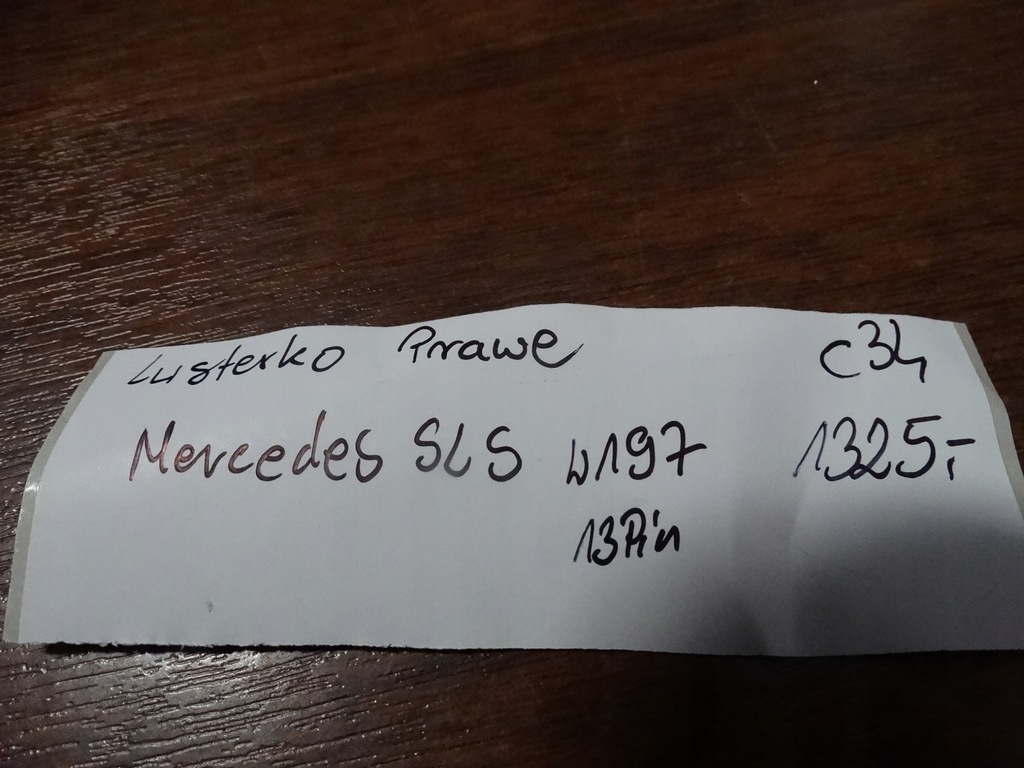 Lusterko Prawe C34
Mercedes SLS W197 1325,-
13Pin